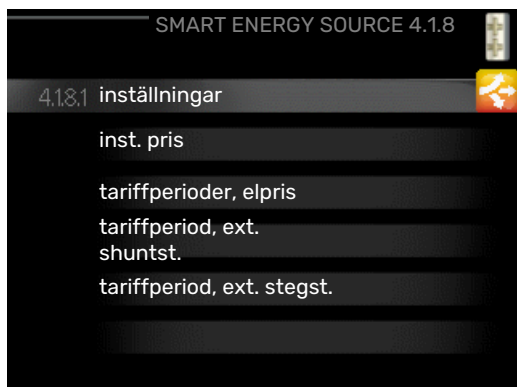 SMART ENERGY SOURCE 4.1.8
4.1.8.1 inställningar
inst. pris
tariffperioder, elpris
tariffperiod, ext.
shuntst.
tariffperiod, ext. stegst.